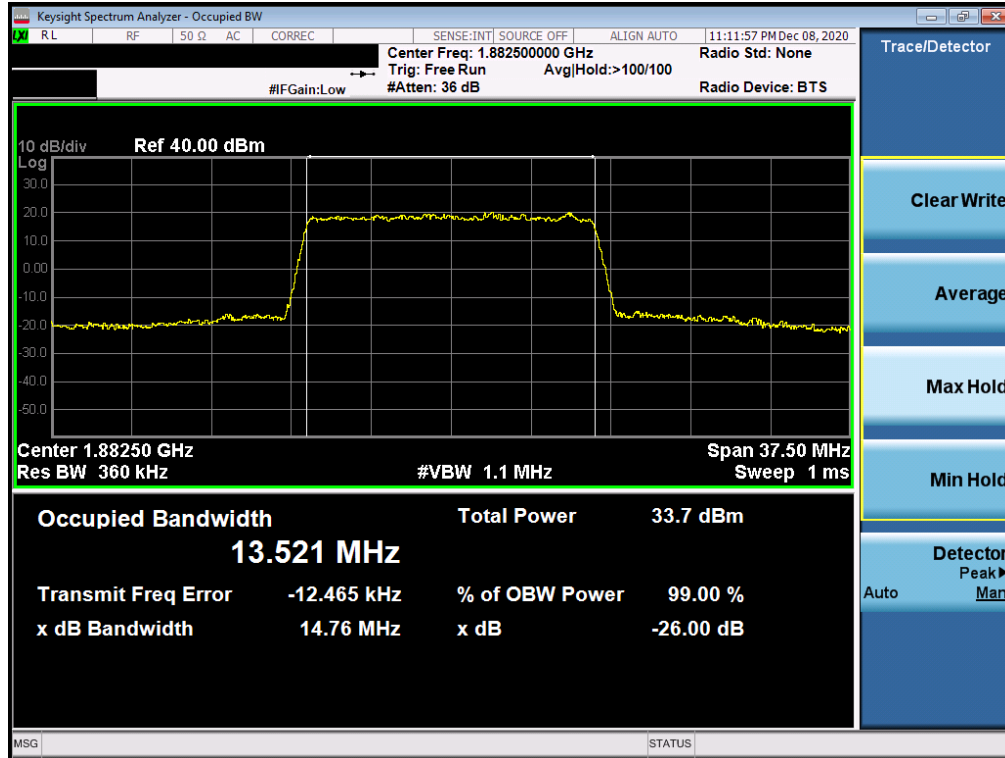 Keysight Spectrum Analyzer - Occupied BW
LXI RL RF 50 Ω AC CORREC SENSE:INT SOURCE OFF ALIGN AUTO 11:11:57 PM Dec 08, 2020
Center Freq: 1.882500000 GHz Radio Std: None
Trig: Free Run Avg|Hold:>100/100
#IFGain:Low #Atten: 36 dB Radio Device: BTS
Trace/Detector
10 dB/div Ref 40.00 dBm
Log
30.0
20.0
10.0
0.00
-10.0
-20.0
-30.0
-40.0
-50.0
Center 1.88250 GHz Span 37.50 MHz
Res BW 360 kHz #VBW 1.1 MHz Sweep 1 ms
Occupied Bandwidth Total Power 33.7 dBm
13.521 MHz
Transmit Freq Error -12.465 kHz % of OBW Power 99.00 %
x dB Bandwidth 14.76 MHz x dB -26.00 dB
Clear Write
Average
Max Hold
Min Hold
Detector
Peak▶
Auto Man
MSG STATUS